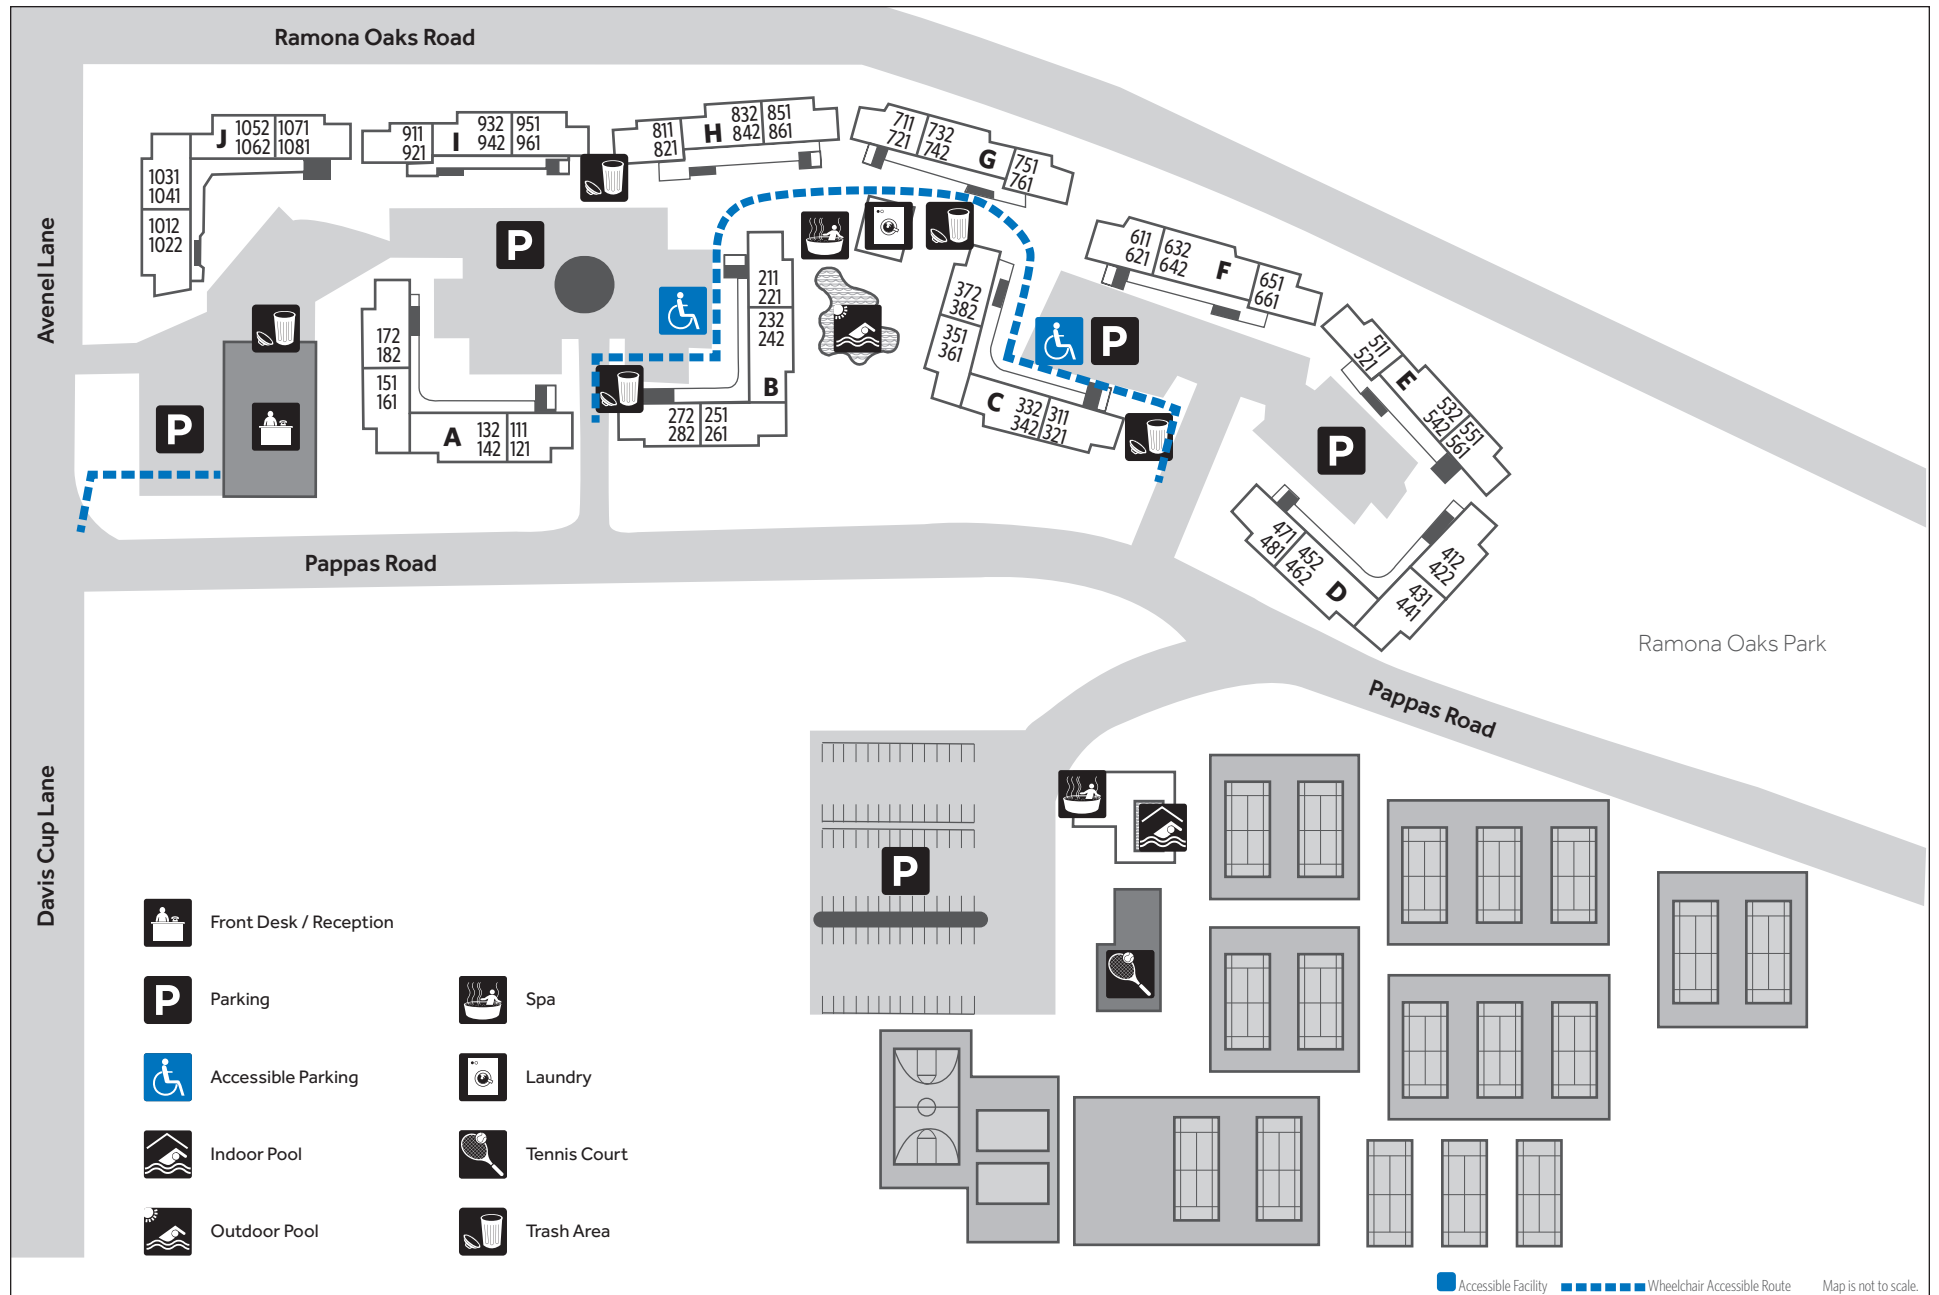 Ramona Oaks Road
Avenel Lane
Davis Cup Lane
J
1052
1062
1071
1081
1031
1041
1012
1022
911
921
I
932
942
951
961
811
821
H
832
842
851
861
711
721
732
742
G
751
761
611
621
632
642
F
651
661
511
521
E
532
542
551
561
P
P
P
P
172
182
151
161
A
132
142
111
121
211
221
232
242
B
272
282
251
261
372
382
351
361
C
332
342
311
321
471
481
452
462
D
412
422
431
441
Pappas Road
Ramona Oaks Park
Pappas Road
P
Front Desk / Reception
P
Parking
Accessible Parking
Indoor Pool
Outdoor Pool
Spa
Laundry
Tennis Court
Trash Area
Accessible Facility
Wheelchair Accessible Route
Map is not to scale.